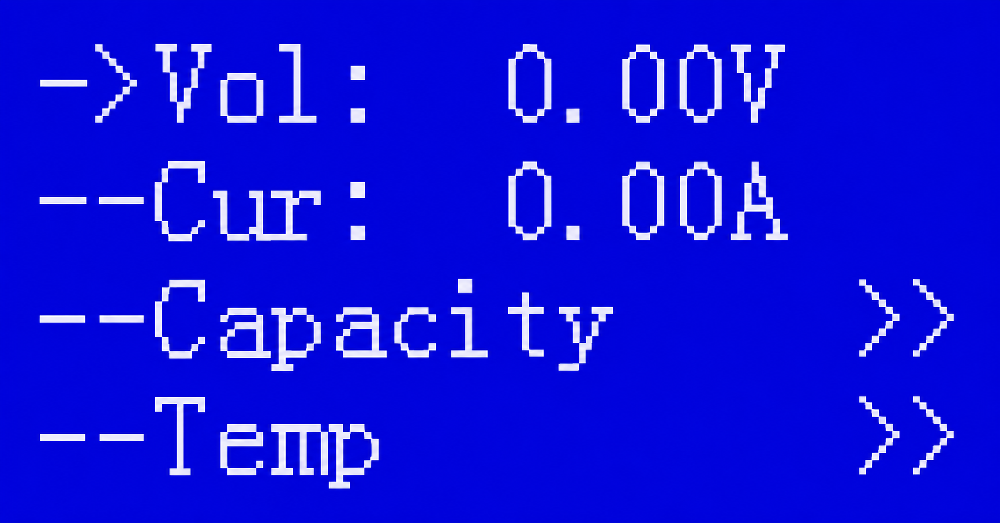 ->Vol:  0.00V
--Cur:  0.00A
--Capacity    >>
--Temp        >>